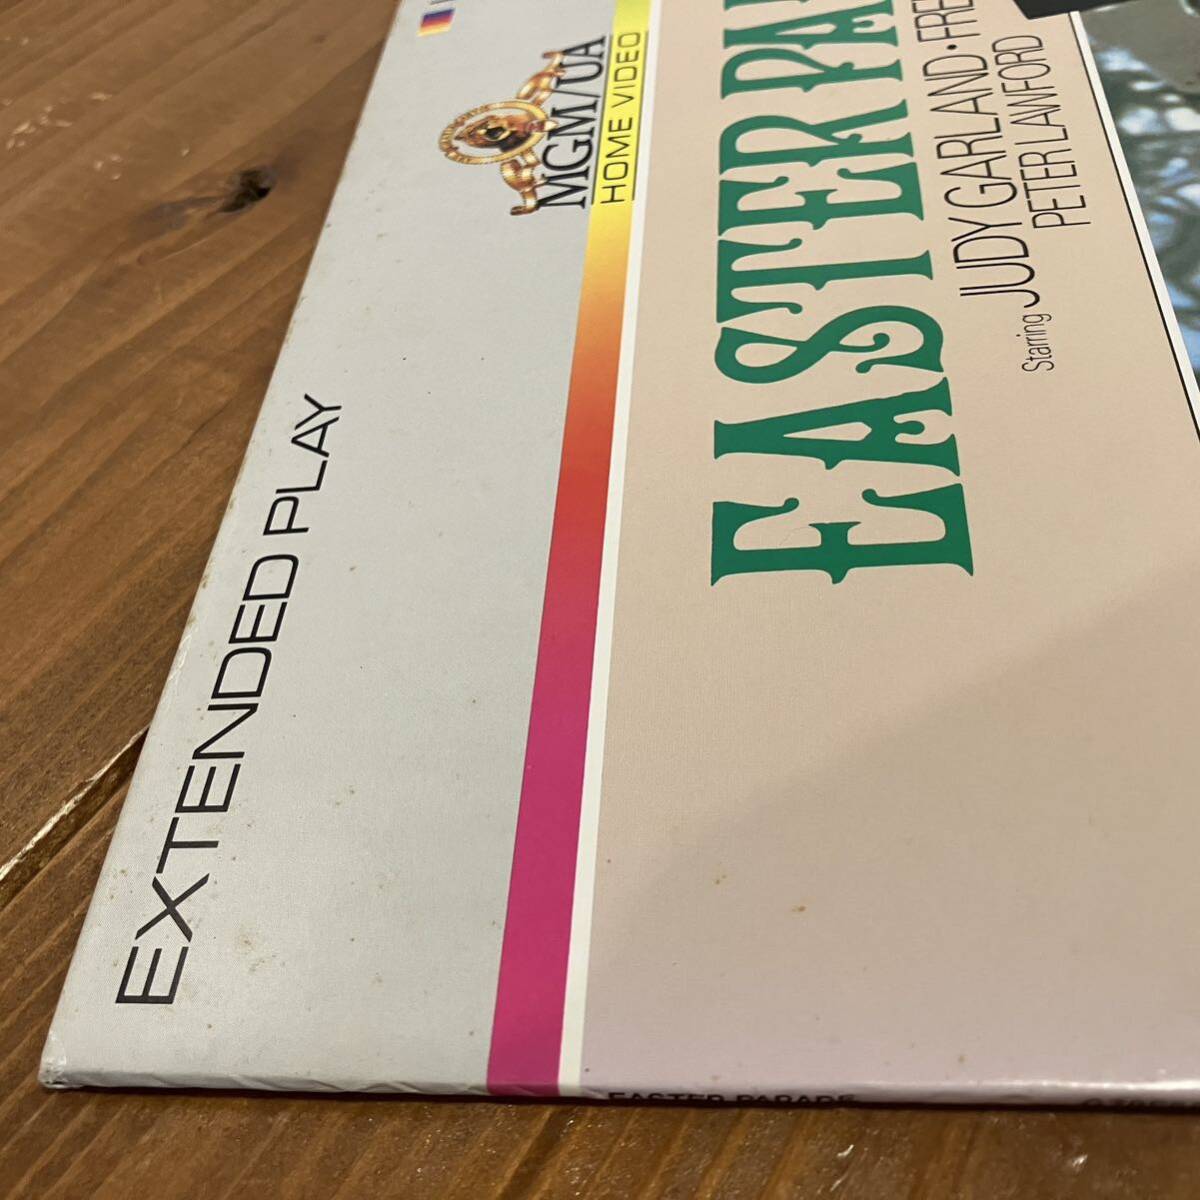 EXTENDED PLAY
MGM/UA
HOME VIDEO
EASTER PA
Starring JUDY GARLAND · FRE
PETER LAWFORD
EASTER PARADE